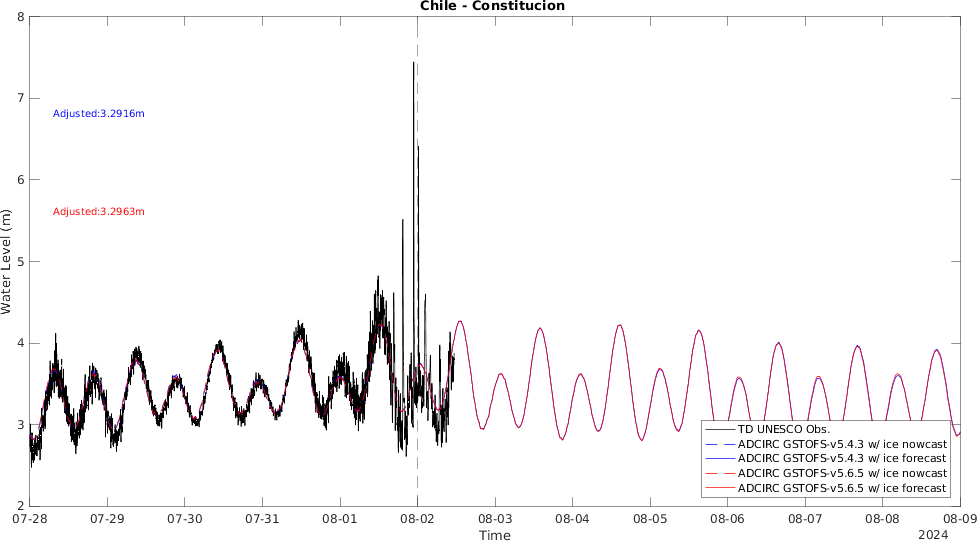 Chile - Constitucion
8
7
6
5
4
3
2
Water Level (m)
Adjusted:3.2916m
Adjusted:3.2963m
TD UNESCO Obs.
ADCIRC GSTOFS-v5.4.3 w/ ice nowcast
ADCIRC GSTOFS-v5.4.3 w/ ice forecast
ADCIRC GSTOFS-v5.6.5 w/ ice nowcast
ADCIRC GSTOFS-v5.6.5 w/ ice forecast
07-28 07-29 07-30 07-31 08-01 08-02 08-03 08-04 08-05 08-06 08-07 08-08 08-09
Time
2024